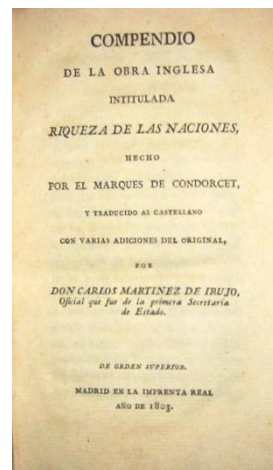 COMPENDIO
DE LA OBRA INGLESA
INTITULADA
RIQUEZA DE LAS NACIONES,
HECHO
POR EL MARQUES DE CONDORCET,
Y TRADUCIDO AL CASTELLANO
CON VARIAS ADICIONES DEL ORIGINAL,
POR
DON CARLOS MARTINEZ DE IRUJO,
Oficial que fue de la primera Secretaría
de Estado.
DE ORDEN SUPERIOR.
MADRID EN LA IMPRENTA REAL
AÑO DE 1803.